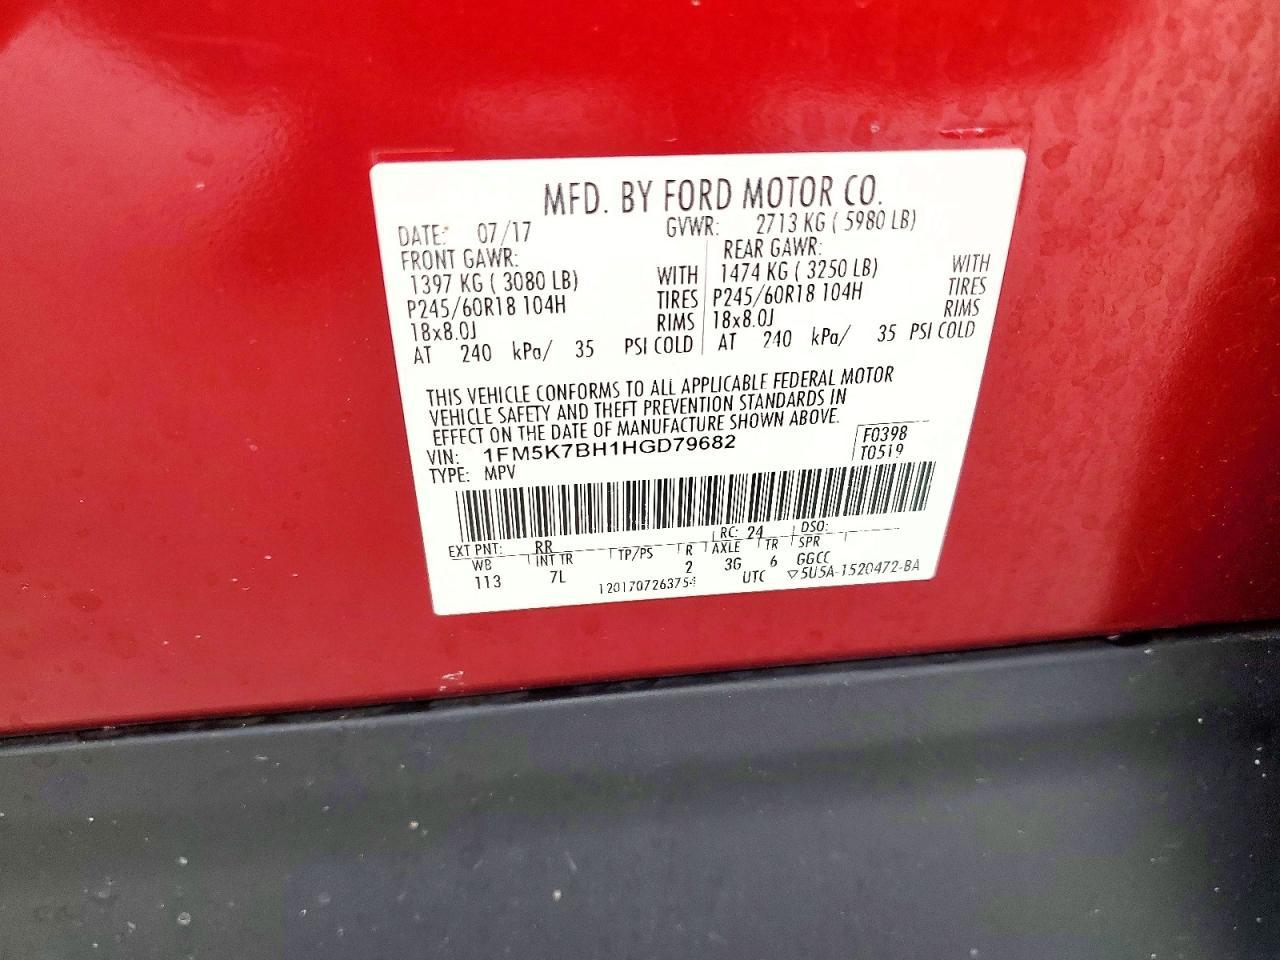 MFD. BY FORD MOTOR CO.
DATE: 07/17 GVWR: 2713 KG ( 5980 LB)
FRONT GAWR:
1397 KG ( 3080 LB) WITH
P245/60R18 104H TIRES
18x8.0J RIMS
AT 240 kPa/ 35 PSI COLD
REAR GAWR:
1474 KG ( 3250 LB) WITH
P245/60R18 104H TIRES
18x8.0J RIMS
AT 240 kPa/ 35 PSI COLD
THIS VEHICLE CONFORMS TO ALL APPLICABLE FEDERAL MOTOR
VEHICLE SAFETY AND THEFT PREVENTION STANDARDS IN
EFFECT ON THE DATE OF MANUFACTURE SHOWN ABOVE.
VIN: 1FM5K7BH1HGD79682
TYPE: MPV
F0398
T0519
EXT PNT: RR RC: 24 DSO:
WB INT TR TP/PS R AXLE TR SPR
113 7L 2 3G 6 GGCC
1201707263754 UTC ▽5U5A-1520472-BA